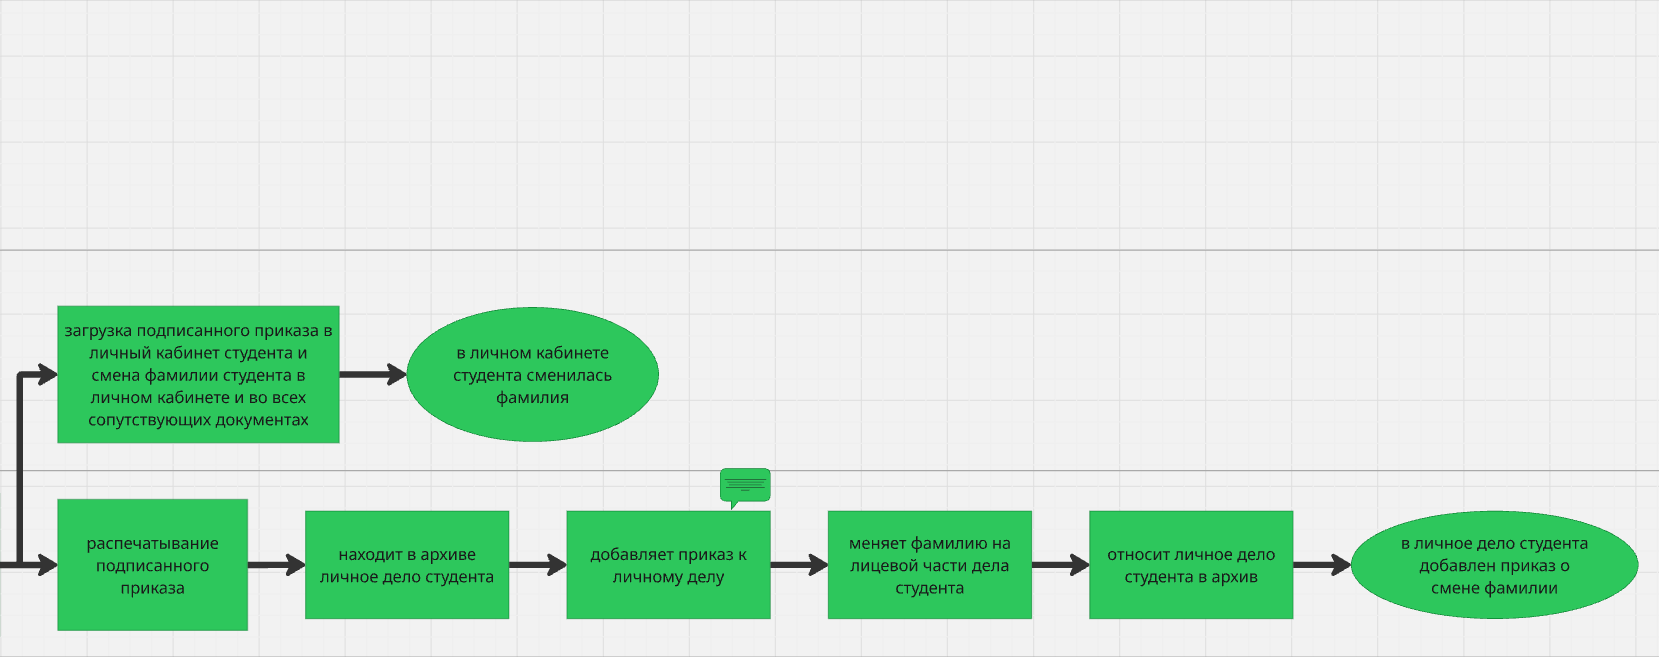 загрузка подписанного приказа в
личный кабинет студента и
смена фамилии студента в
личном кабинете и во всех
сопутствующих документах
в личном кабинете
студента сменилась
фамилия
распечатывание
подписанного
приказа
находит в архиве
личное дело студента
добавляет приказ к
личному делу
меняет фамилию на
лицевой части дела
студента
относит личное дело
студента в архив
в личное дело студента
добавлен приказ о
смене фамилии